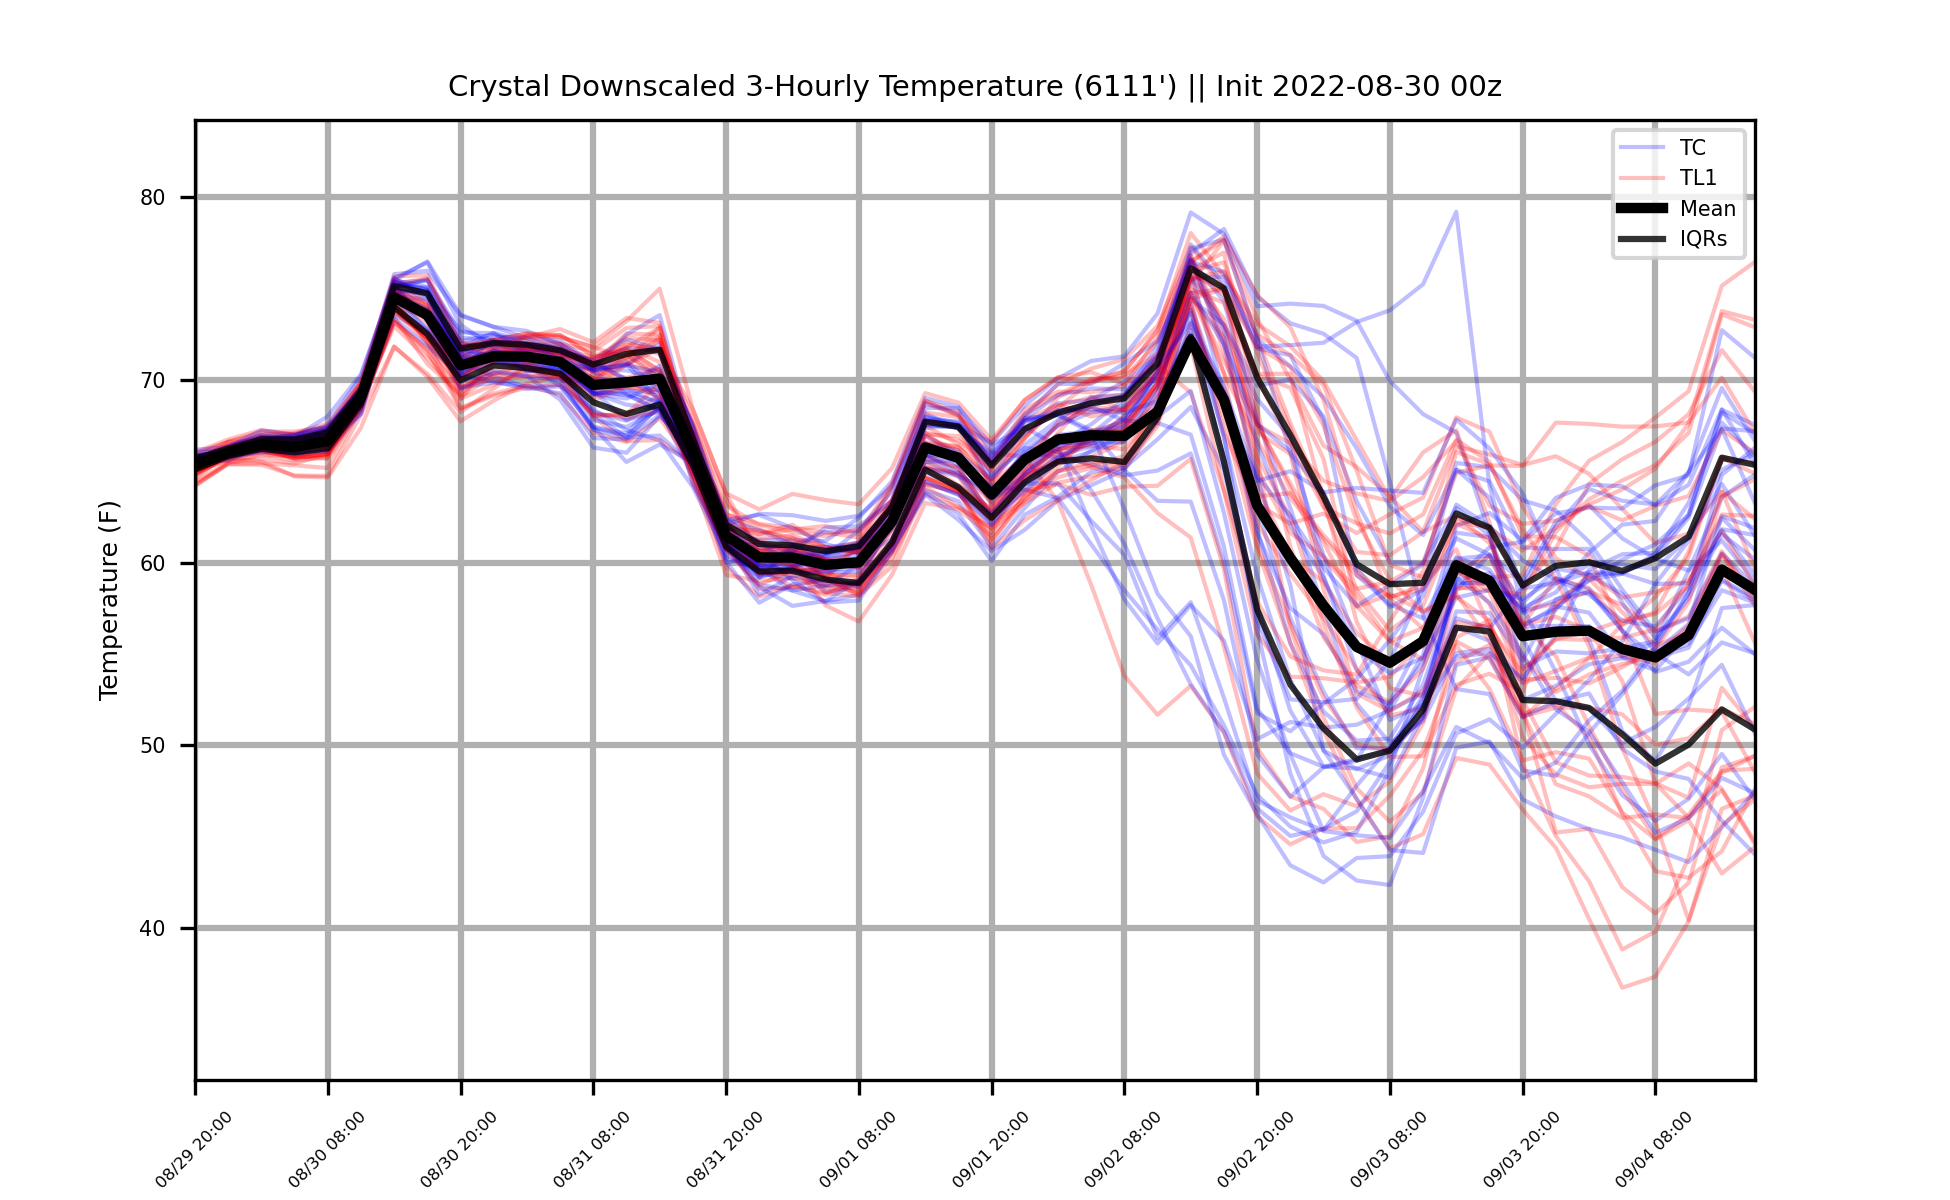 Crystal Downscaled 3-Hourly Temperature (6111') || Init 2022-08-30 00z
TC
TL1
Mean
IQRs
Temperature (F)
80
70
60
50
40
08/29 20:00
08/30 08:00
08/30 20:00
08/31 08:00
08/31 20:00
09/01 08:00
09/01 20:00
09/02 08:00
09/02 20:00
09/03 08:00
09/03 20:00
09/04 08:00